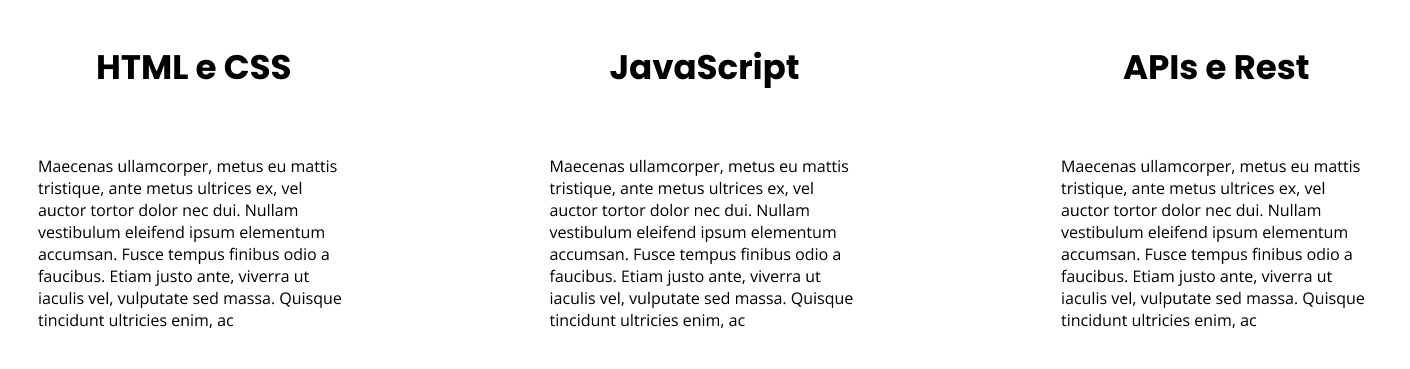 HTML e CSS
Maecenas ullamcorper, metus eu mattis
tristique, ante metus ultrices ex, vel
auctor tortor dolor nec dui. Nullam
vestibulum eleifend ipsum elementum
accumsan. Fusce tempus finibus odio a
faucibus. Etiam justo ante, viverra ut
iaculis vel, vulputate sed massa. Quisque
tincidunt ultricies enim, ac
JavaScript
Maecenas ullamcorper, metus eu mattis
tristique, ante metus ultrices ex, vel
auctor tortor dolor nec dui. Nullam
vestibulum eleifend ipsum elementum
accumsan. Fusce tempus finibus odio a
faucibus. Etiam justo ante, viverra ut
iaculis vel, vulputate sed massa. Quisque
tincidunt ultricies enim, ac
APIs e Rest
Maecenas ullamcorper, metus eu mattis
tristique, ante metus ultrices ex, vel
auctor tortor dolor nec dui. Nullam
vestibulum eleifend ipsum elementum
accumsan. Fusce tempus finibus odio a
faucibus. Etiam justo ante, viverra ut
iaculis vel, vulputate sed massa. Quisque
tincidunt ultricies enim, ac